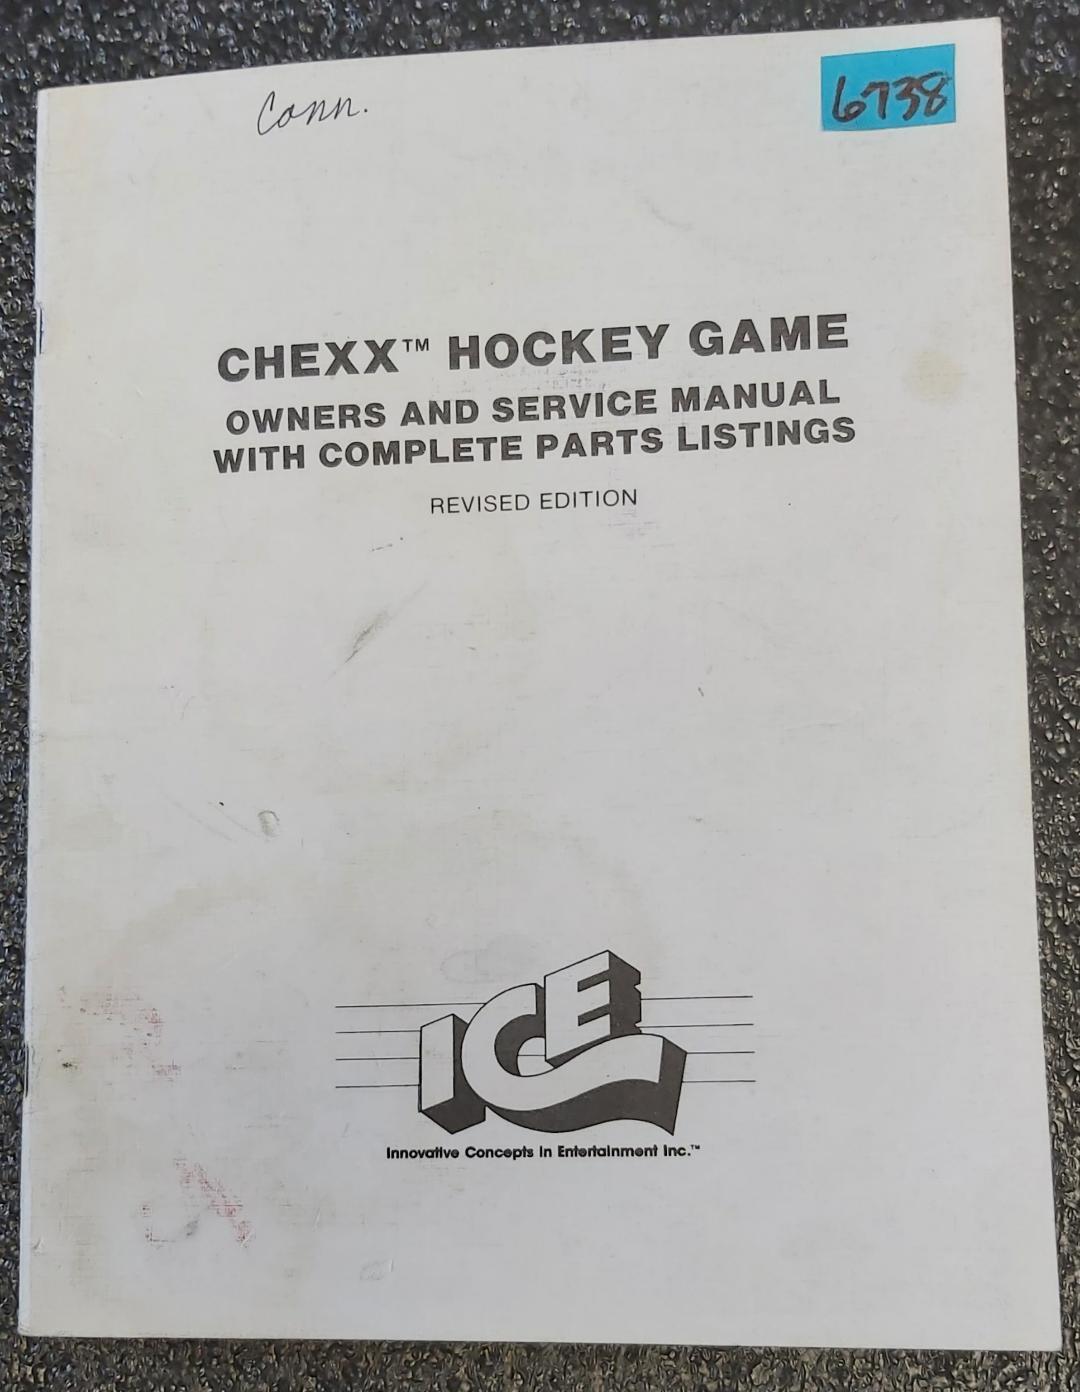 Conn.
6738
CHEXX™ HOCKEY GAME
OWNERS AND SERVICE MANUAL
WITH COMPLETE PARTS LISTINGS
REVISED EDITION
ICE
Innovative Concepts In Entertainment Inc.™